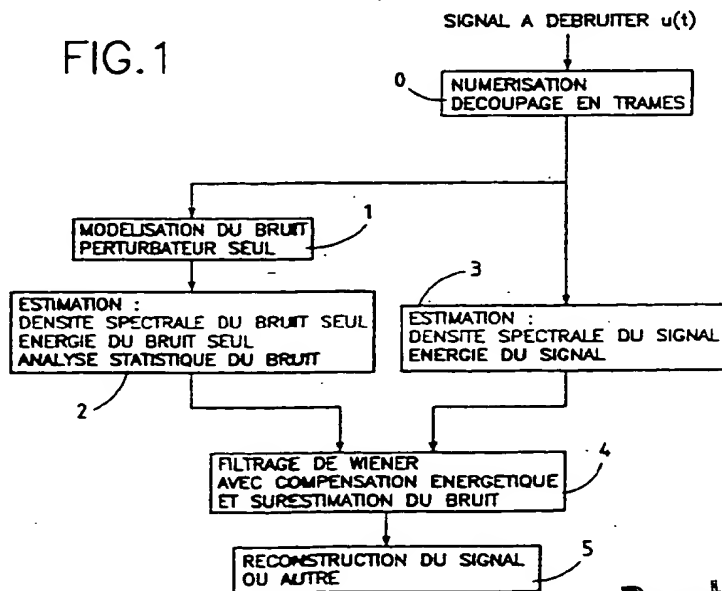 FIG.1
SIGNAL A DEBRUITER u(t)
0
NUMERISATION
DECOUPAGE EN TRAMES
1
MODELISATION DU BRUIT
PERTURBATEUR SEUL
3
ESTIMATION :
DENSITE SPECTRALE DU BRUIT SEUL
ENERGIE DU BRUIT SEUL
ANALYSE STATISTIQUE DU BRUIT
2
ESTIMATION :
DENSITE SPECTRALE DU SIGNAL
ENERGIE DU SIGNAL
FILTRAGE DE WIENER
AVEC COMPENSATION ENERGETIQUE
ET SURESTIMATION DU BRUIT
4
RECONSTRUCTION DU SIGNAL
OU AUTRE
5